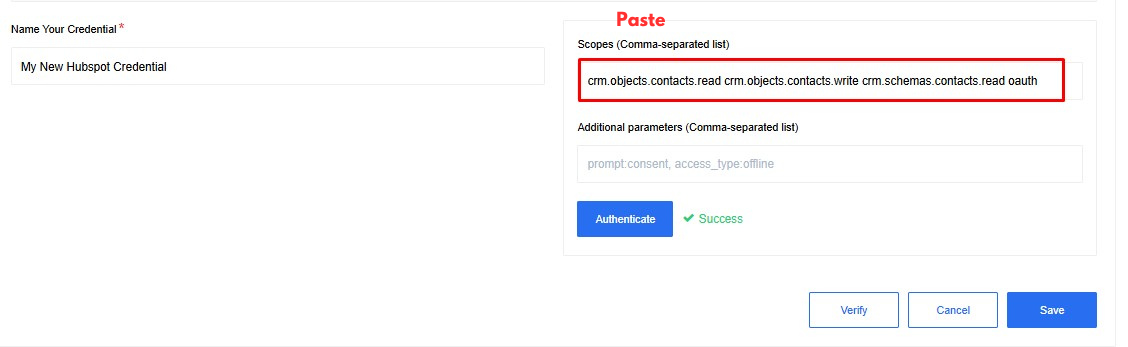 Paste
Name Your Credential *
My New Hubspot Credential
Scopes (Comma-separated list)
crm.objects.contacts.read crm.objects.contacts.write crm.schemas.contacts.read oauth
Additional parameters (Comma-separated list)
prompt:consent, access_type:offline
Authenticate
Success
Verify
Cancel
Save